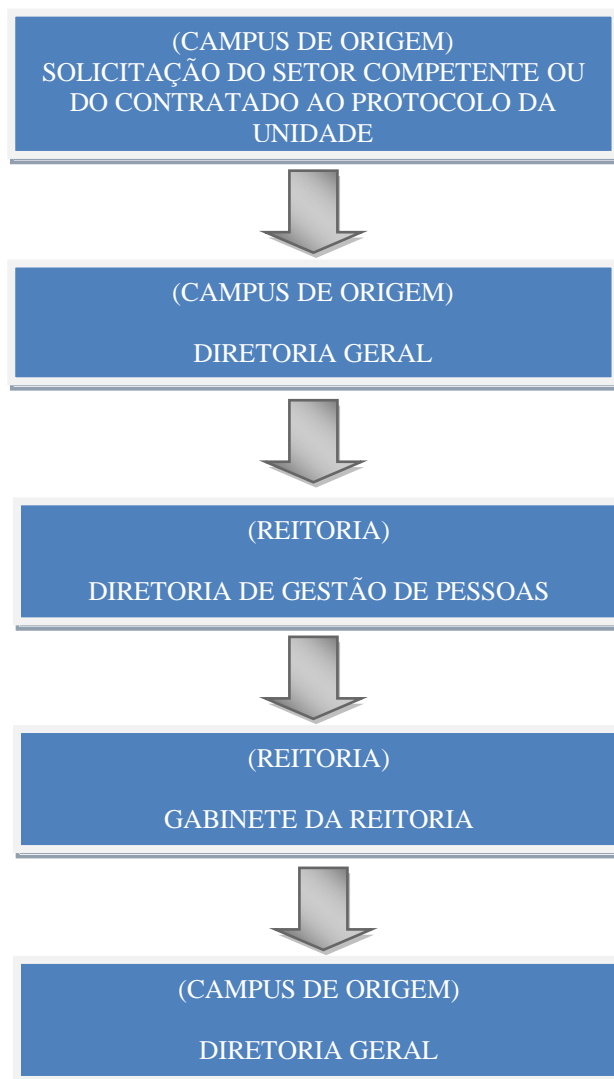 (CAMPUS DE ORIGEM)
SOLICITAÇÃO DO SETOR COMPETENTE OU
DO CONTRATADO AO PROTOCOLO DA
UNIDADE
(CAMPUS DE ORIGEM)
DIRETORIA GERAL
(REITORIA)
DIRETORIA DE GESTÃO DE PESSOAS
(REITORIA)
GABINETE DA REITORIA
(CAMPUS DE ORIGEM)
DIRETORIA GERAL